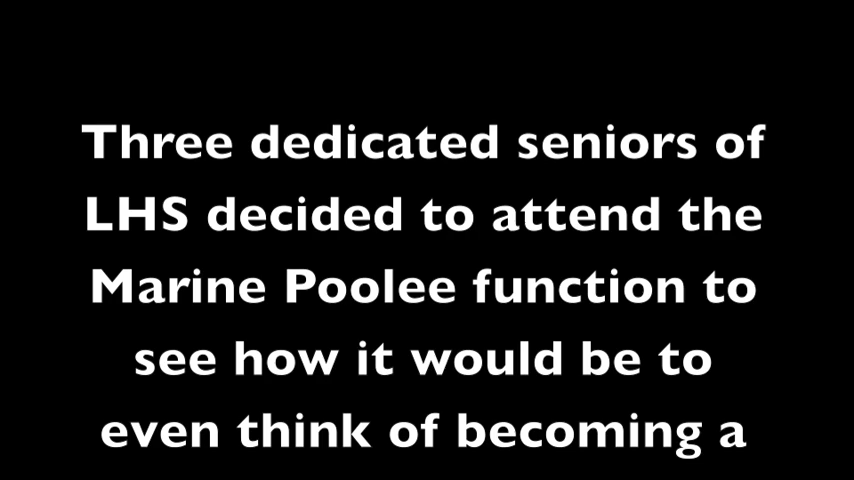 Three dedicated seniors of
LHS decided to attend the
Marine Poolee function to
see how it would be to
even think of becoming a